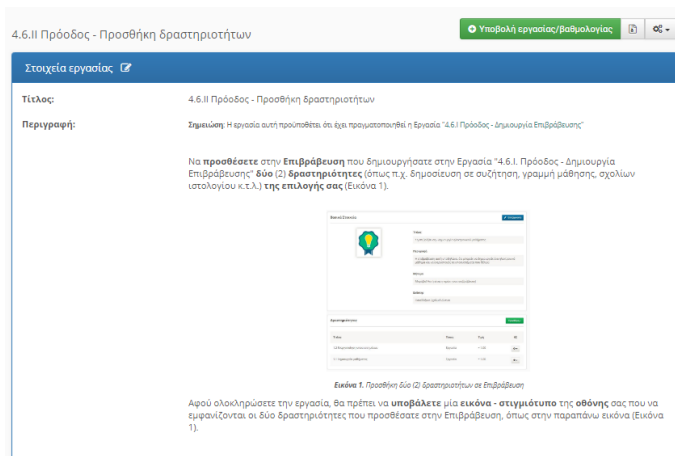 4.6.II Πρόοδος - Προσθήκη δραστηριοτήτων
Υποβολή εργασίας/βαθμολογίας
Στοιχεία εργασίας
Τίτλος:
4.6.II Πρόοδος - Προσθήκη δραστηριοτήτων
Περιγραφή:
Σημειώση: Η εργασία αυτή προϋποθέτει ότι έχει πραγματοποιηθεί η Εργασία "4.6.I Πρόοδος - Δημιουργία Επιβράβευσης"
Να προσθέσετε στην Επιβράβευση που δημιουργήσατε στην Εργασία "4.6.I. Πρόοδος - Δημιουργία
Επιβράβευσης" δύο (2) δραστηριότητες (όπως π.χ. δημοσίευση σε συζήτηση, γραμμή μάθησης, σχολίων
ιστολογίου κ.τ.λ.) της επιλογής σας (Εικόνα 1).
Εικόνα 1. Προσθήκη δύο (2) δραστηριοτήτων σε Επιβράβευση
Αφού ολοκληρώσετε την εργασία, θα πρέπει να υποβάλετε μία εικόνα - στιγμιότυπο της οθόνης σας που να
εμφανίζονται οι δύο δραστηριότητες που προσθέσατε στην Επιβράβευση, όπως στην παραπάνω εικόνα (Εικόνα
1).